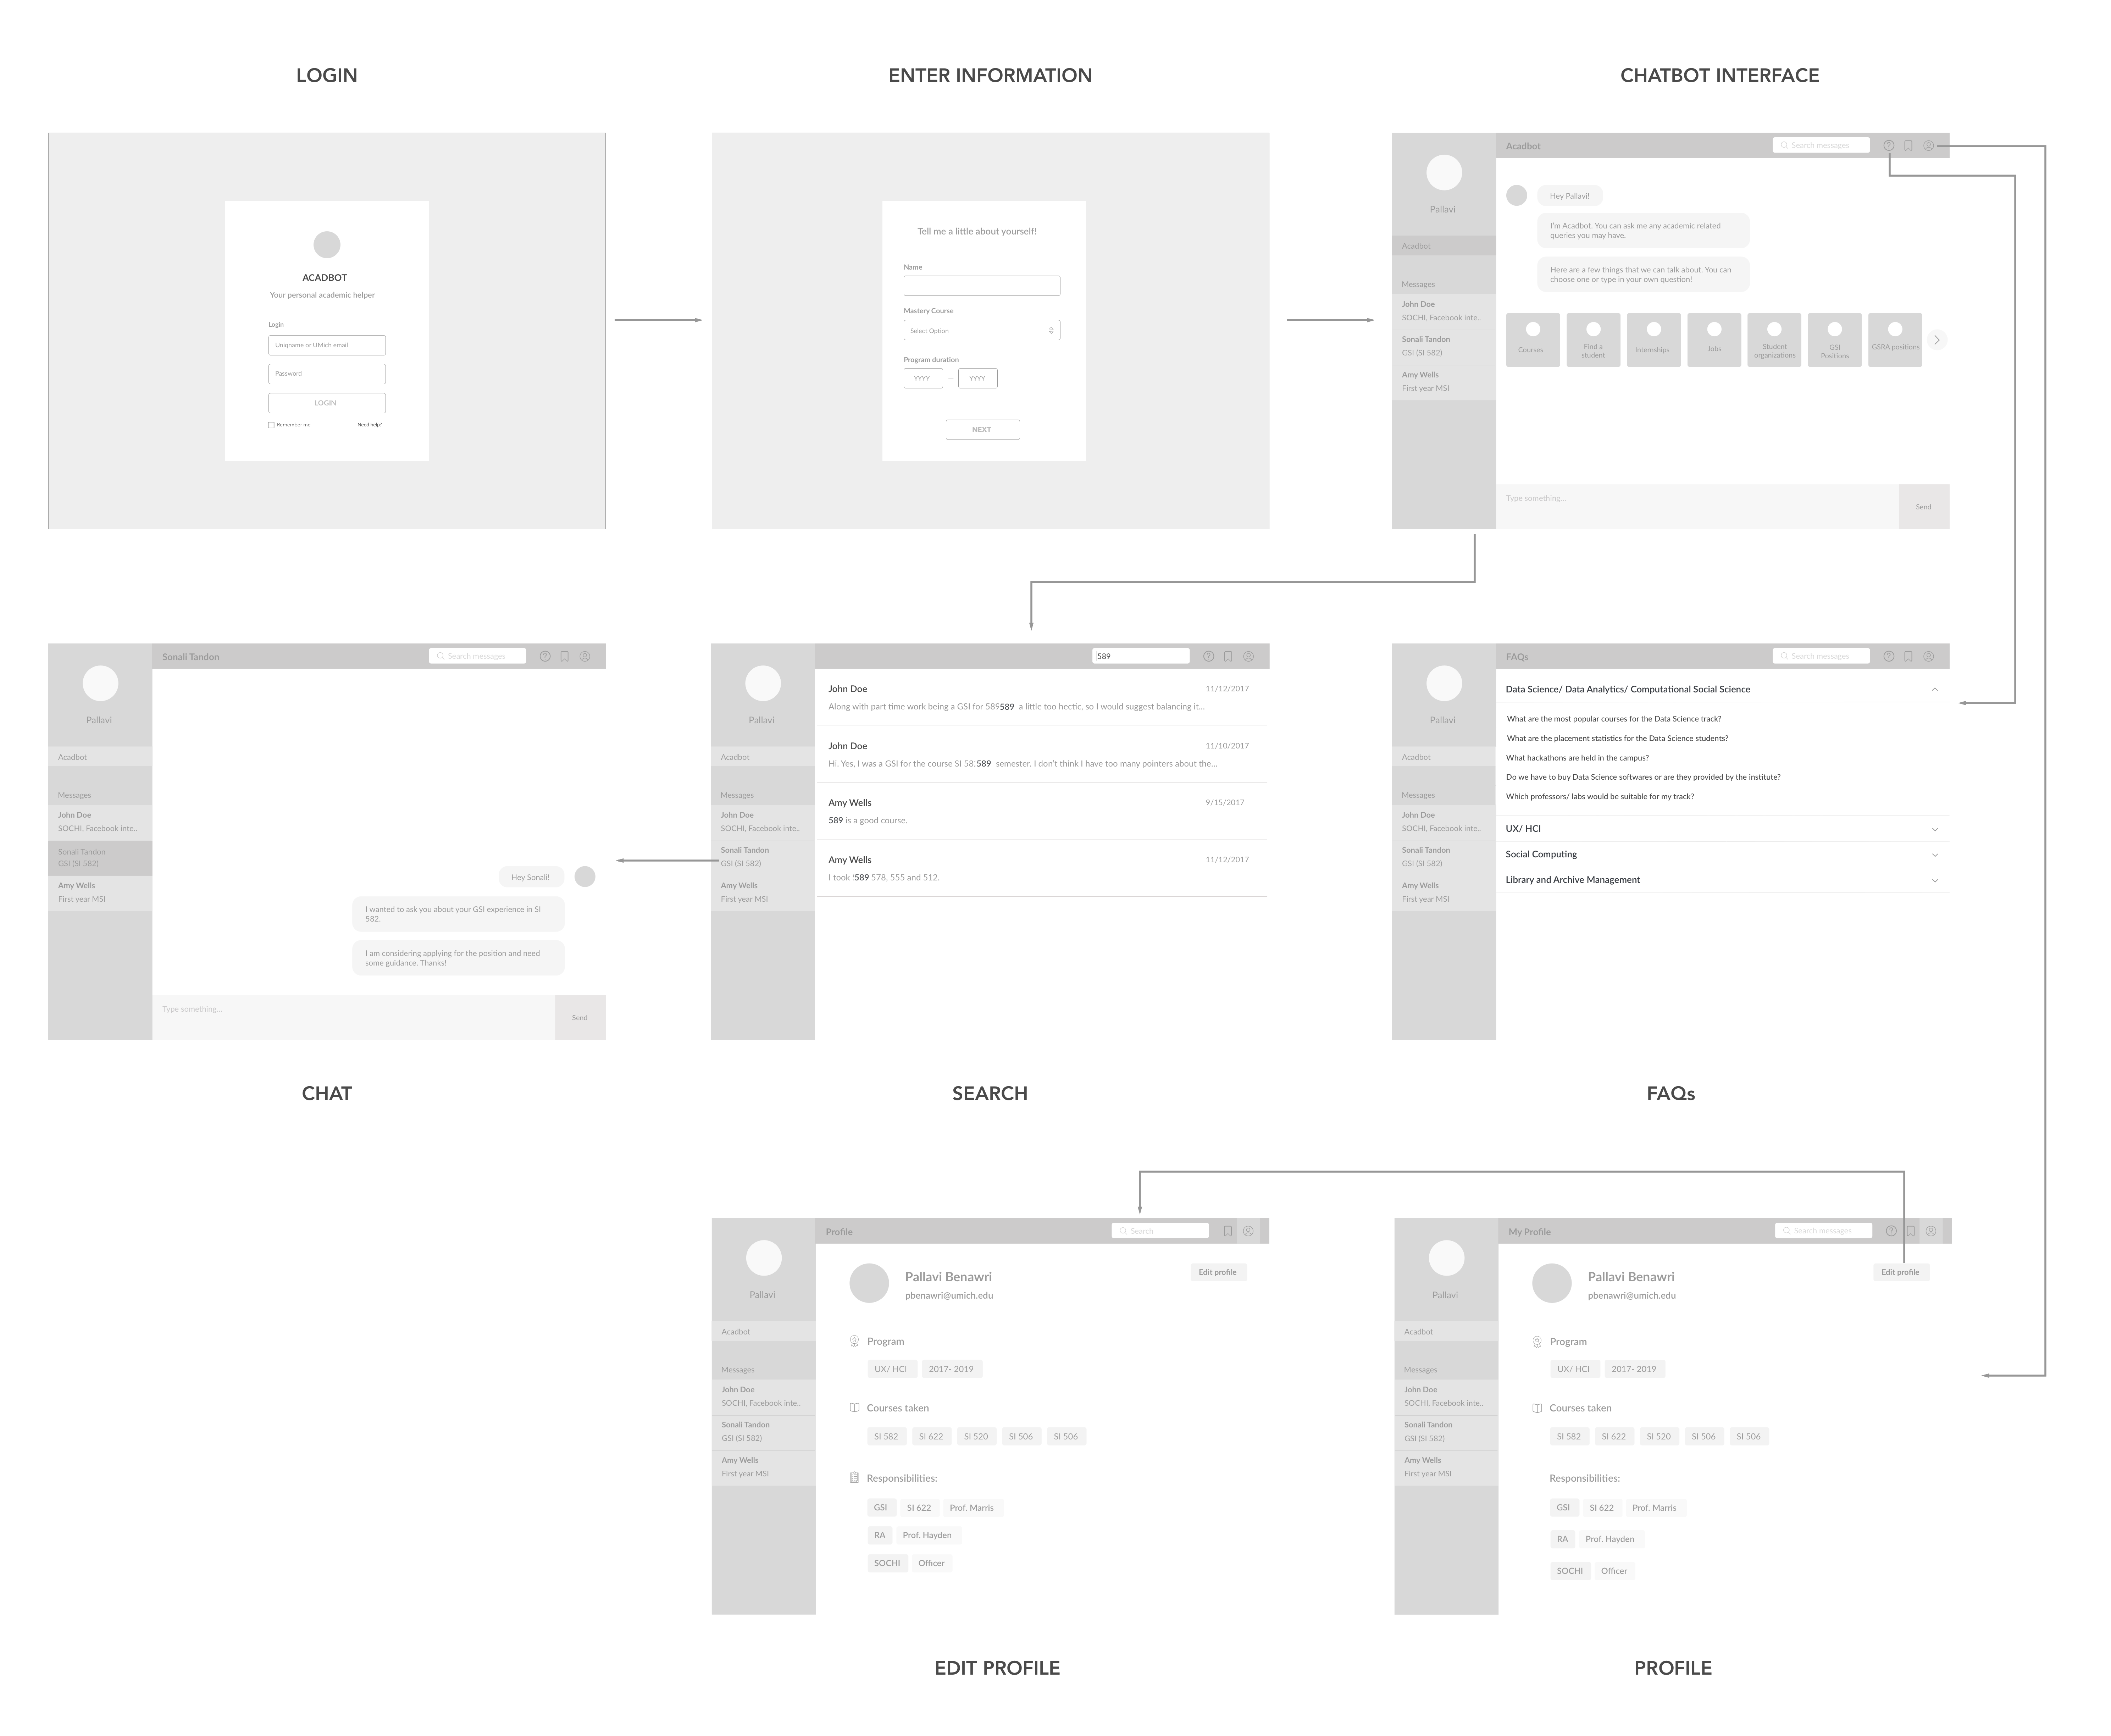 LOGIN
ENTER INFORMATION
CHATBOT INTERFACE
ACADBOT
Your personal academic helper
Login
Uniqname or UMich email
Password
LOGIN
Remember me
Need help?
Tell me a little about yourself!
Name
Mastery Course
Select Option
Program duration
YYYY – YYYY
NEXT
Pallavi
Acadbot
Messages
John Doe
SOCHI, Facebook inte..
Sonali Tandon
GSI (SI 582)
Amy Wells
First year MSI
Acadbot
Search messages
Hey Pallavi!
I'm Acadbot. You can ask me any academic related
queries you may have.
Here are a few things that we can talk about. You can
choose one or type in your own question!
Courses
Find a
student
Internships
Jobs
Student
organizations
GSI
Positions
GSRA positions
Type something...
Send
Pallavi
Acadbot
Messages
John Doe
SOCHI, Facebook inte..
Sonali Tandon
GSI (SI 582)
Amy Wells
First year MSI
Sonali Tandon
Search messages
Hey Sonali!
I wanted to ask you about your GSI experience in SI
582.
I am considering applying for the position and need
some guidance. Thanks!
Type something...
Send
CHAT
Pallavi
Acadbot
Messages
John Doe
SOCHI, Facebook inte..
Sonali Tandon
GSI (SI 582)
Amy Wells
First year MSI
589
John Doe
11/12/2017
Along with part time work being a GSI for 589589 a little too hectic, so I would suggest balancing it...
John Doe
11/10/2017
Hi. Yes, I was a GSI for the course SI 58:589 semester. I don't think I have too many pointers about the...
Amy Wells
9/15/2017
589 is a good course.
Amy Wells
11/12/2017
I took :589 578, 555 and 512.
SEARCH
Pallavi
Acadbot
Messages
John Doe
SOCHI, Facebook inte..
Sonali Tandon
GSI (SI 582)
Amy Wells
First year MSI
FAQs
Search messages
Data Science/ Data Analytics/ Computational Social Science
What are the most popular courses for the Data Science track?
What are the placement statistics for the Data Science students?
What hackathons are held in the campus?
Do we have to buy Data Science softwares or are they provided by the institute?
Which professors/ labs would be suitable for my track?
UX/ HCI
Social Computing
Library and Archive Management
FAQs
Pallavi
Acadbot
Messages
John Doe
SOCHI, Facebook inte..
Sonali Tandon
GSI (SI 582)
Amy Wells
First year MSI
Profile
Search
Pallavi Benawri
pbenawri@umich.edu
Edit profile
Program
UX/ HCI
2017- 2019
Courses taken
SI 582 SI 622 SI 520 SI 506 SI 506
Responsibilities:
GSI SI 622 Prof. Marris
RA Prof. Hayden
SOCHI Officer
EDIT PROFILE
Pallavi
Acadbot
Messages
John Doe
SOCHI, Facebook inte..
Sonali Tandon
GSI (SI 582)
Amy Wells
First year MSI
My Profile
Search messages
Pallavi Benawri
pbenawri@umich.edu
Edit profile
Program
UX/ HCI
2017- 2019
Courses taken
SI 582 SI 622 SI 520 SI 506 SI 506
Responsibilities:
GSI SI 622 Prof. Marris
RA Prof. Hayden
SOCHI Officer
PROFILE